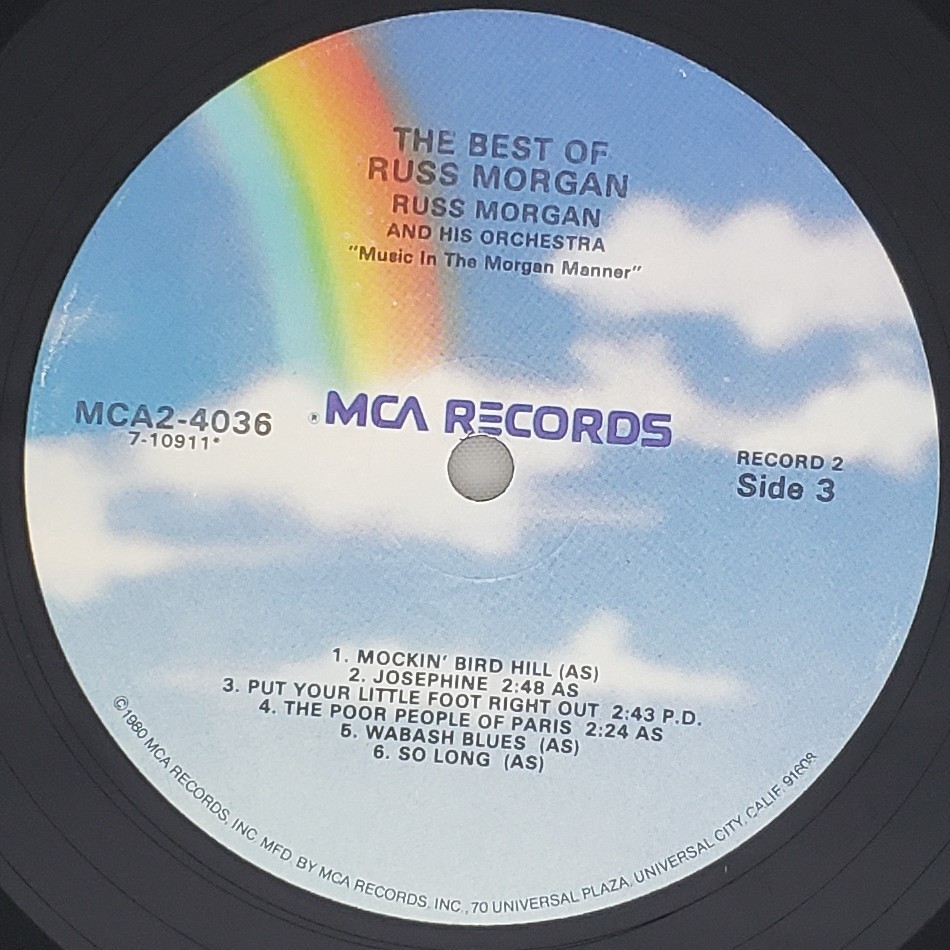 THE BEST OF
RUSS MORGAN
RUSS MORGAN
AND HIS ORCHESTRA
"Music In The Morgan Manner"
MCA2-4036
7-10911*
® MCA RECORDS
RECORD 2
Side 3
1. MOCKIN' BIRD HILL (AS)
2. JOSEPHINE 2:48 AS
3. PUT YOUR LITTLE FOOT RIGHT OUT 2:43 P.D.
4. THE POOR PEOPLE OF PARIS 2:24 AS
5. WABASH BLUES (AS)
6. SO LONG (AS)
©1980 MCA RECORDS, INC. MFD. BY MCA RECORDS, INC., 70 UNIVERSAL PLAZA, UNIVERSAL CITY, CALIF. 91608